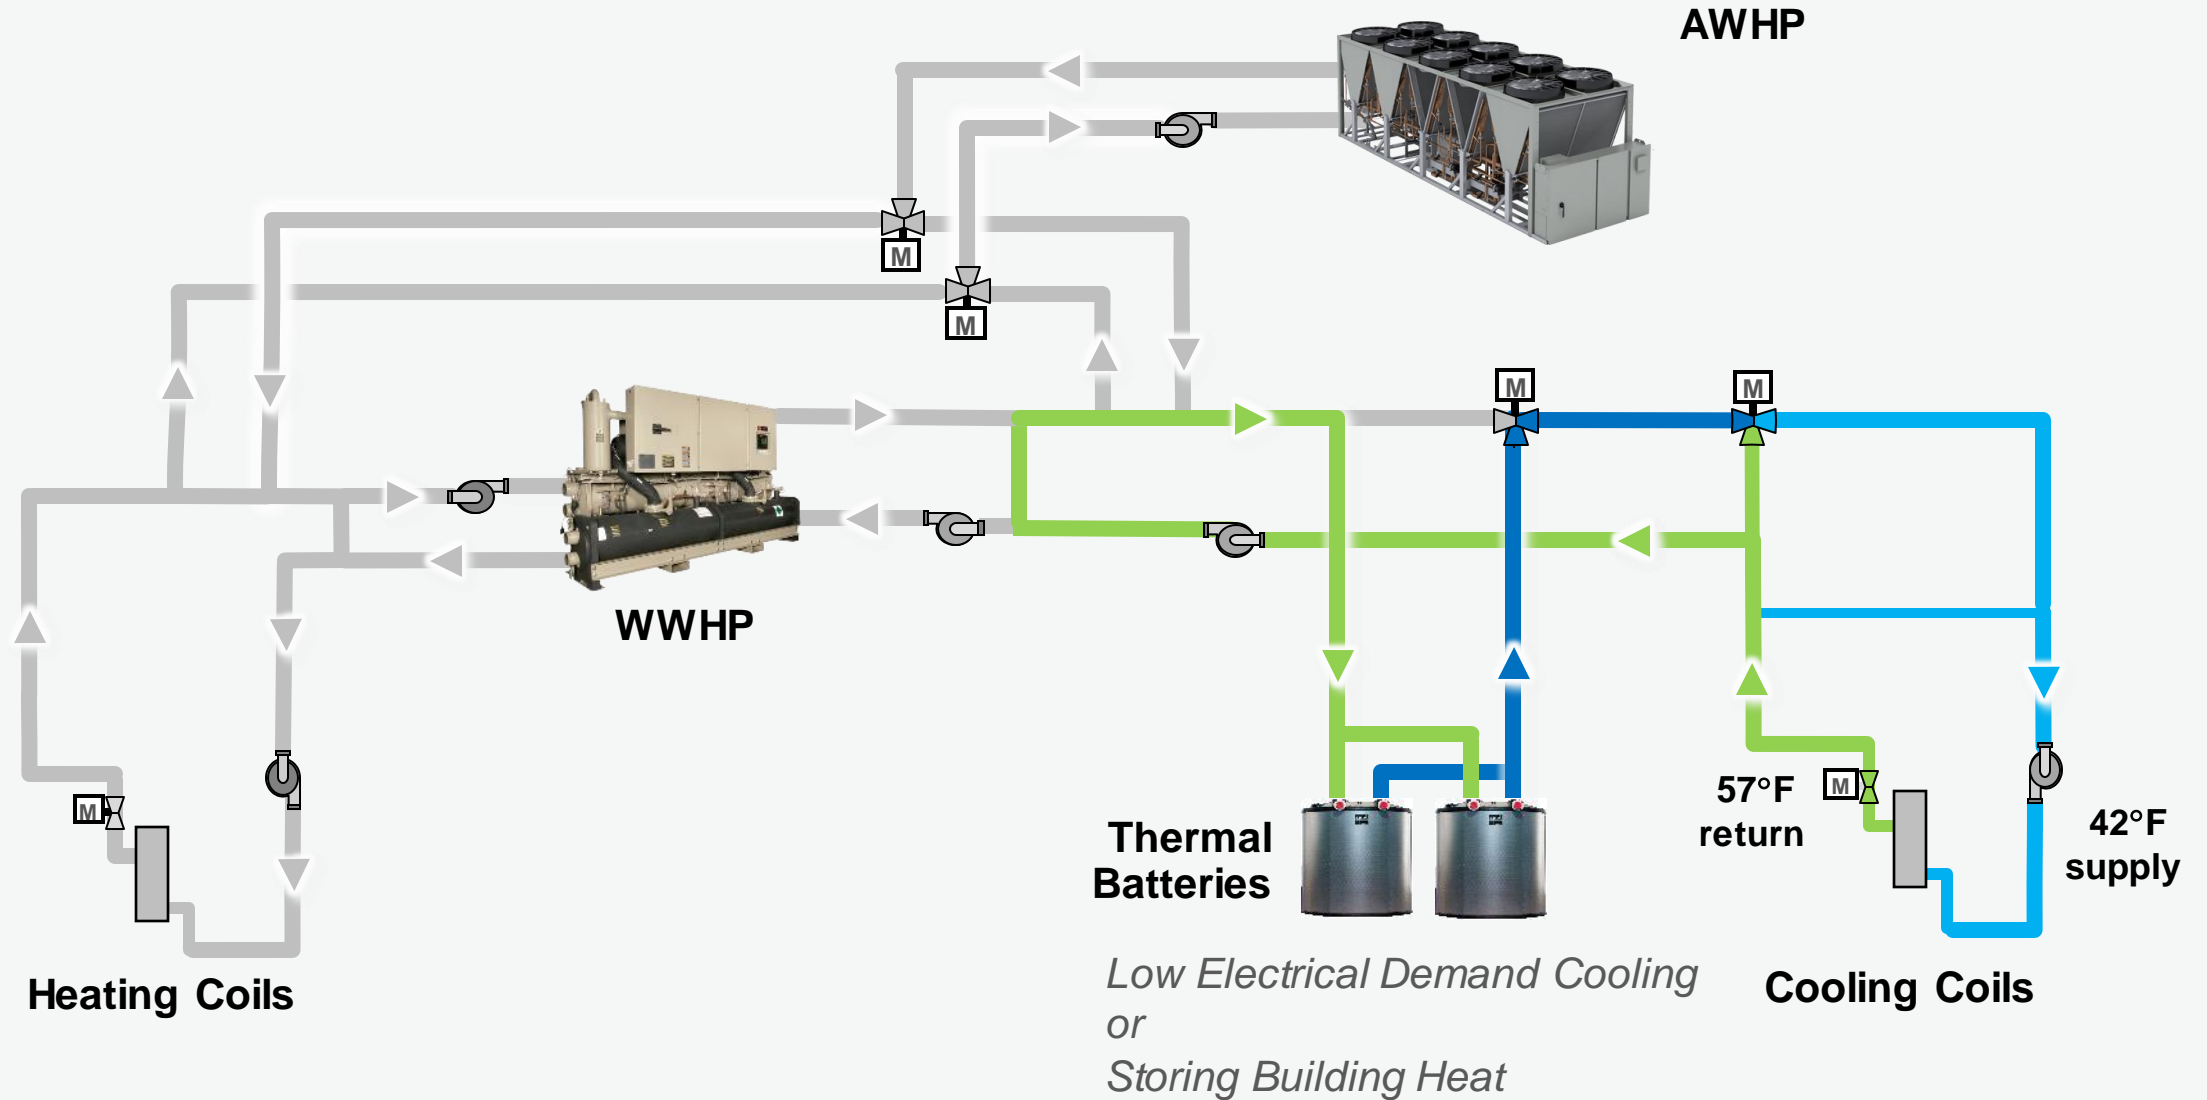 AWHP
M
M
M
M
WWHP
57°F
return
M
42°F
supply
M
Thermal
Batteries
Heating Coils
Low Electrical Demand Cooling
or
Storing Building Heat
Cooling Coils